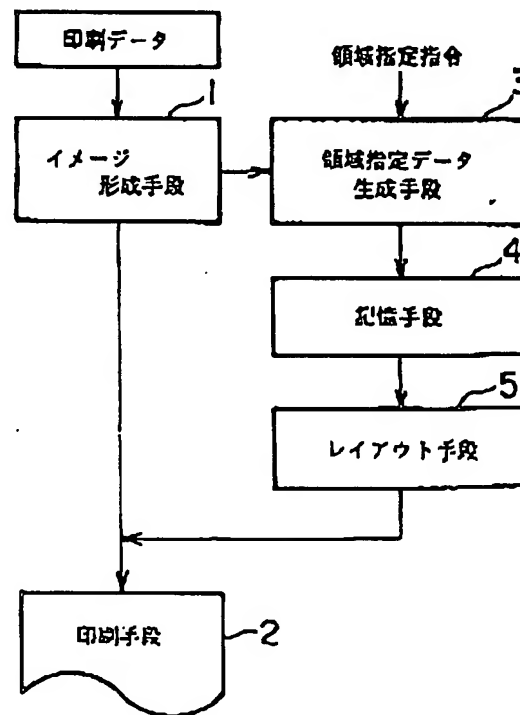 印刷データ
領域指定指令
1
3
イメージ
形成手段
領域指定データ
生成手段
4
記憶手段
5
レイアウト手段
印刷手段
2